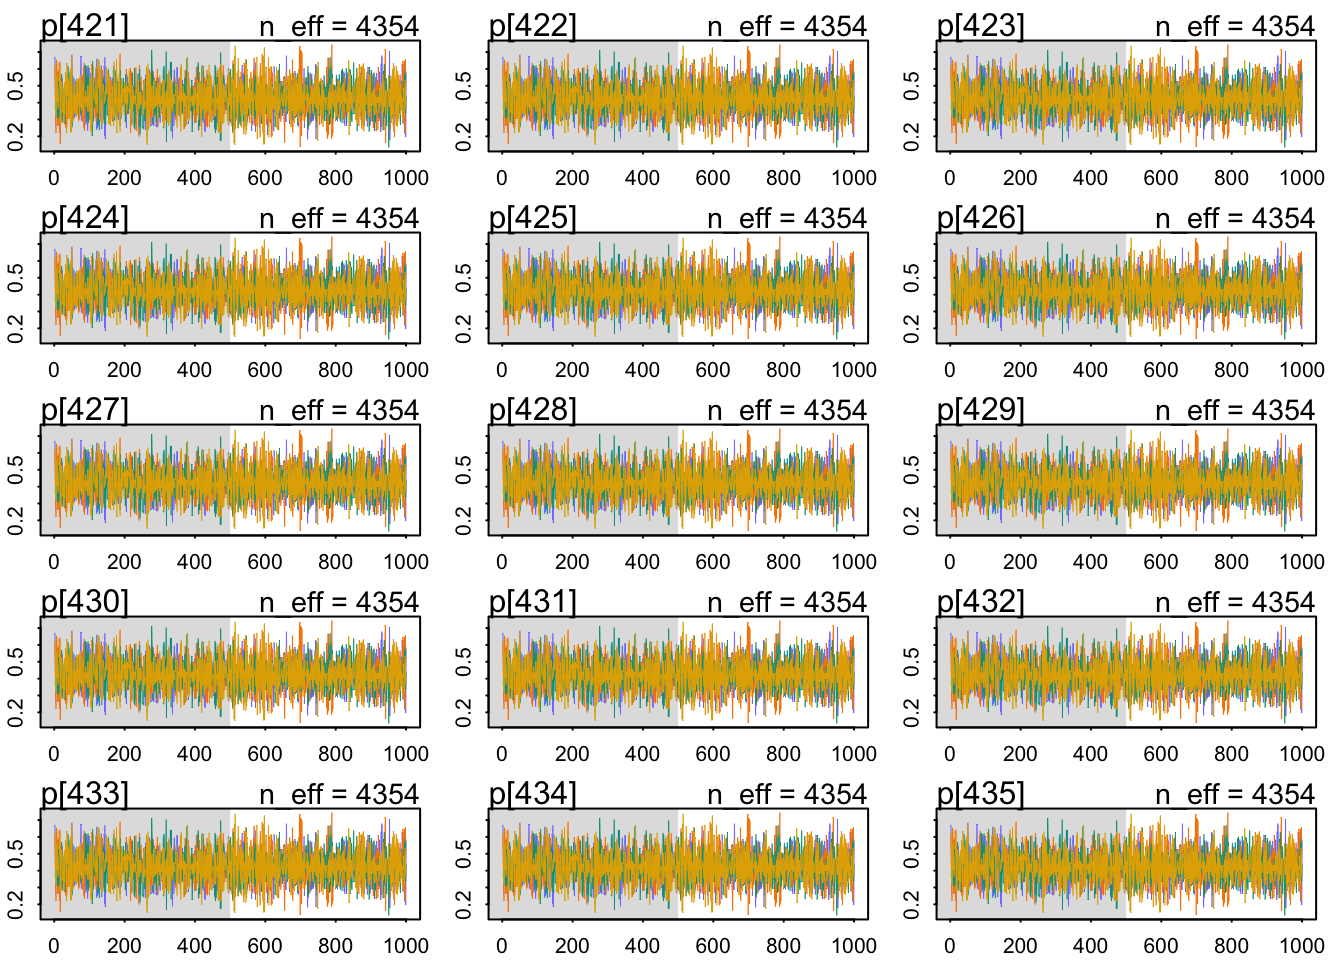 p[421] n_eff = 4354 p[422] n_eff = 4354 p[423] n_eff = 4354
0.2 0.5 0.2 0.5 0.2 0.5
0 200 400 600 800 1000 0 200 400 600 800 1000 0 200 400 600 800 1000
p[424] n_eff = 4354 p[425] n_eff = 4354 p[426] n_eff = 4354
0.2 0.5 0.2 0.5 0.2 0.5
0 200 400 600 800 1000 0 200 400 600 800 1000 0 200 400 600 800 1000
p[427] n_eff = 4354 p[428] n_eff = 4354 p[429] n_eff = 4354
0.2 0.5 0.2 0.5 0.2 0.5
0 200 400 600 800 1000 0 200 400 600 800 1000 0 200 400 600 800 1000
p[430] n_eff = 4354 p[431] n_eff = 4354 p[432] n_eff = 4354
0.2 0.5 0.2 0.5 0.2 0.5
0 200 400 600 800 1000 0 200 400 600 800 1000 0 200 400 600 800 1000
p[433] n_eff = 4354 p[434] n_eff = 4354 p[435] n_eff = 4354
0.2 0.5 0.2 0.5 0.2 0.5
0 200 400 600 800 1000 0 200 400 600 800 1000 0 200 400 600 800 1000